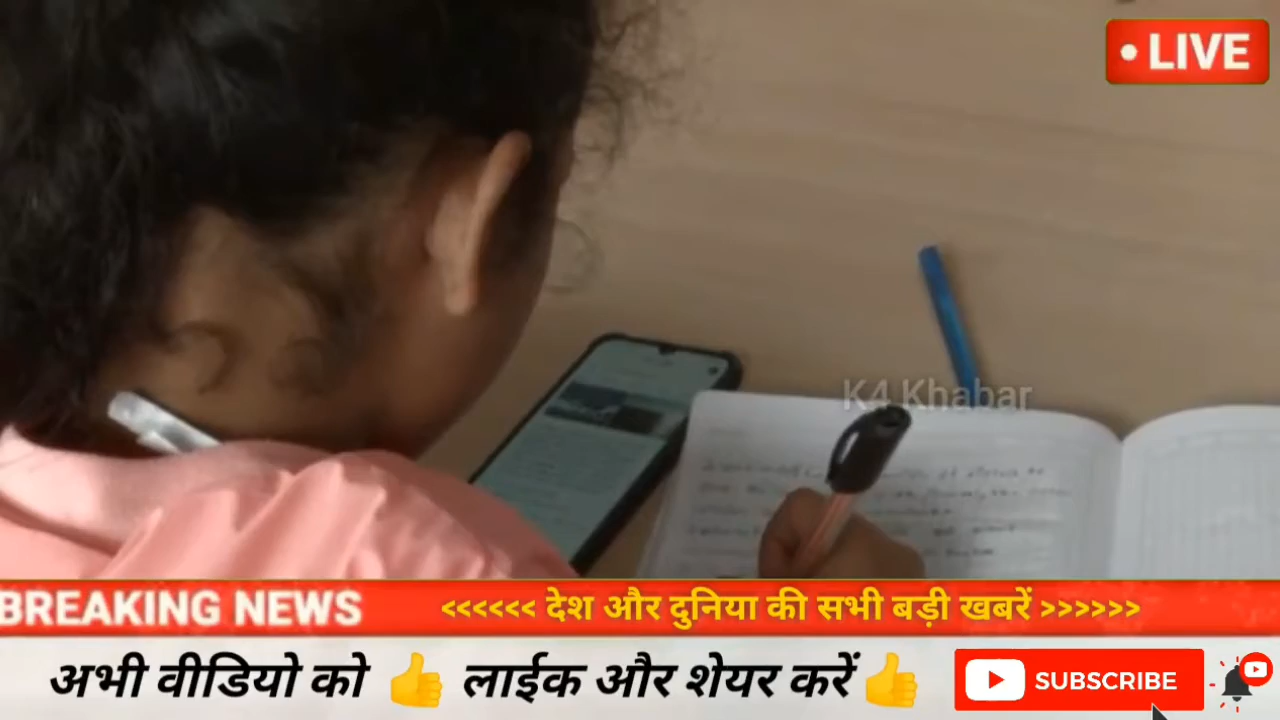 LIVE
K4 Khabar
BREAKING NEWS
<<<<<< देश और दुनिया की सभी बड़ी खबरें >>>>>>
अभी वीडियो को 👍 लाईक और शेयर करें 👍
SUBSCRIBE